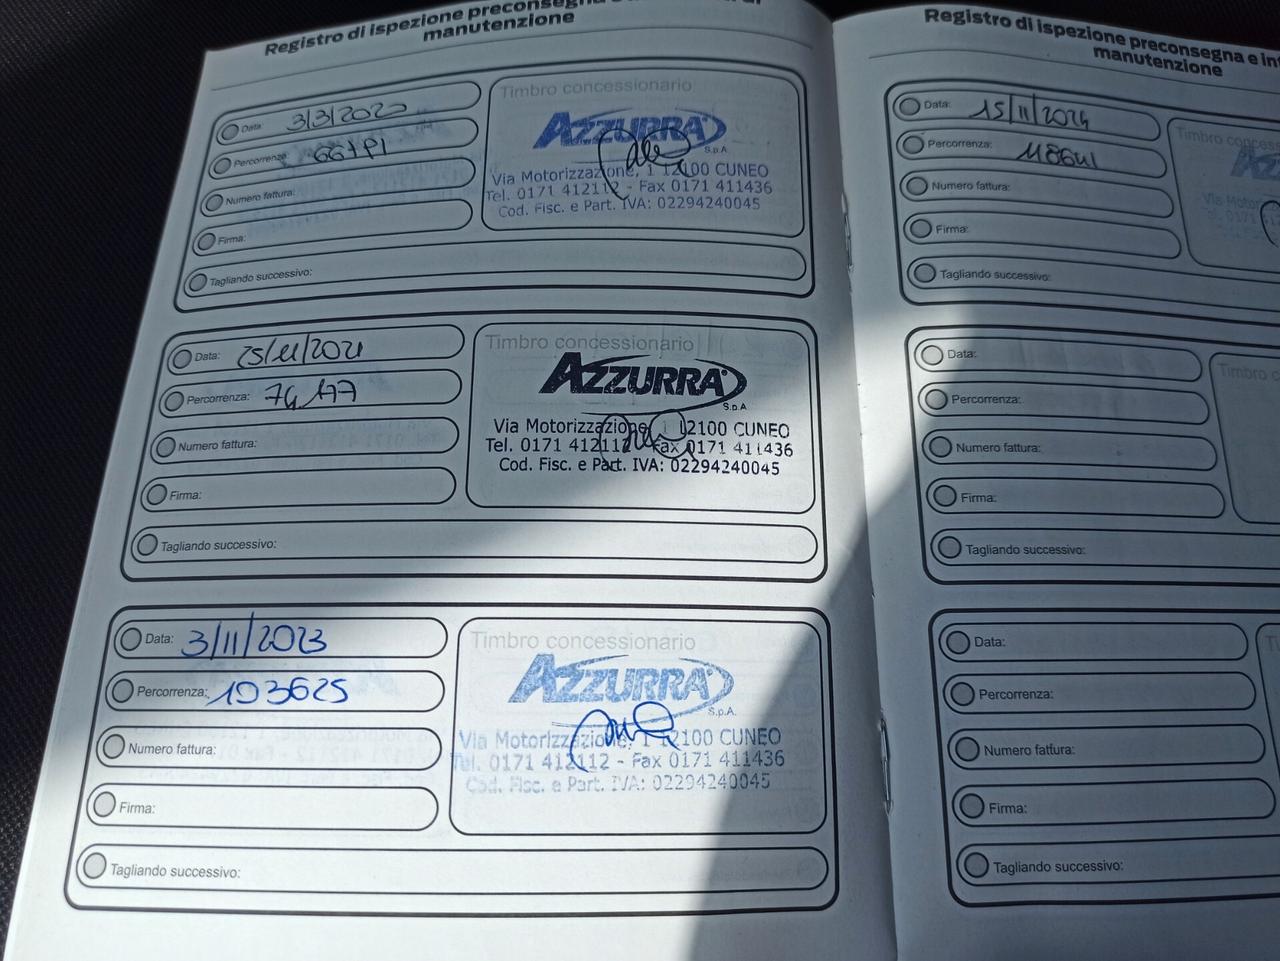 Registro di ispezione preconsegna
manutenzione
Data: 3/3/2020
Percorrenza:
Numero fattura:
Firma:
Tagliando successivo:
Timbro concessionario
AZZURRA
S.p.A.
Via Motorizzazione, 1 12100 CUNEO
Tel. 0171 412112 - Fax 0171 411436
Cod. Fisc. e Part. IVA: 02294240045
Data: 25/11/2021
Percorrenza: 74177
Numero fattura:
Firma:
Tagliando successivo:
Timbro concessionario
AZZURRA
S.p.A
Via Motorizzazione, 1 12100 CUNEO
Tel. 0171 412112 Fax 0171 411436
Cod. Fisc. e Part. IVA: 02294240045
Data: 3/11/2023
Percorrenza: 103625
Numero fattura:
Firma:
Tagliando successivo:
Timbro concessionario
AZZURRA
S.p.A.
Via Motorizzazione, 1 12100 CUNEO
Tel. 0171 412112 - Fax 0171 411436
Cod. Fisc. e Part. IVA: 02294240045
Registro di ispezione preconsegna e int
manutenzione
Data: 15/11/2024
Percorrenza: 118641
Numero fattura:
Firma:
Tagliando successivo:
Timbro concess
Data:
Percorrenza:
Numero fattura:
Firma:
Tagliando successivo:
Timbro c
Data:
Percorrenza:
Numero fattura:
Firma:
Tagliando successivo: